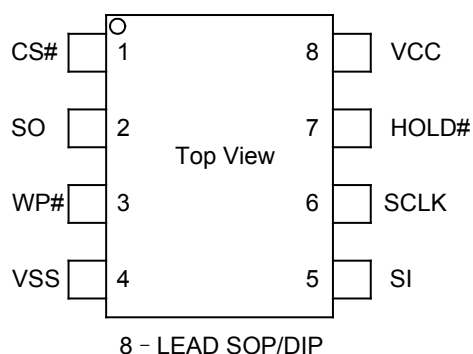 CS# 1 8 VCC
SO 2 7 HOLD#
Top View
WP# 3 6 SCLK
VSS 4 5 SI
8 - LEAD SOP/DIP